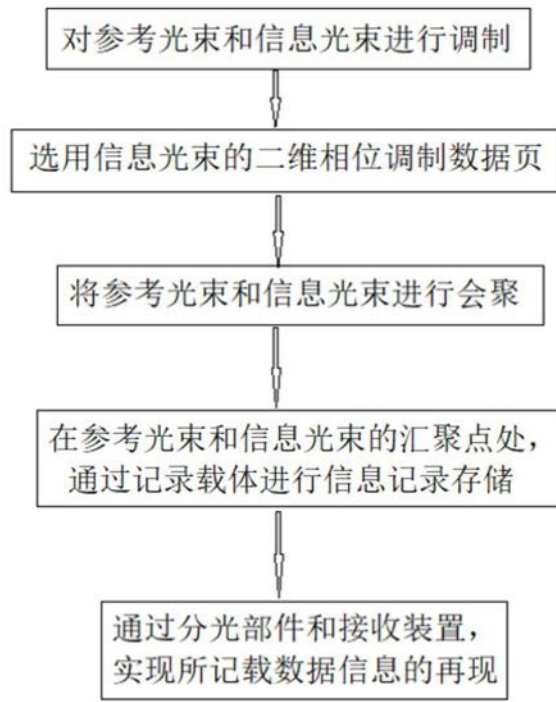 对参考光束和信息光束进行调制
选用信息光束的二维相位调制数据页
将参考光束和信息光束进行会聚
在参考光束和信息光束的汇聚点处，
通过记录载体进行信息记录存储
通过分光部件和接收装置，
实现所记载数据信息的再现